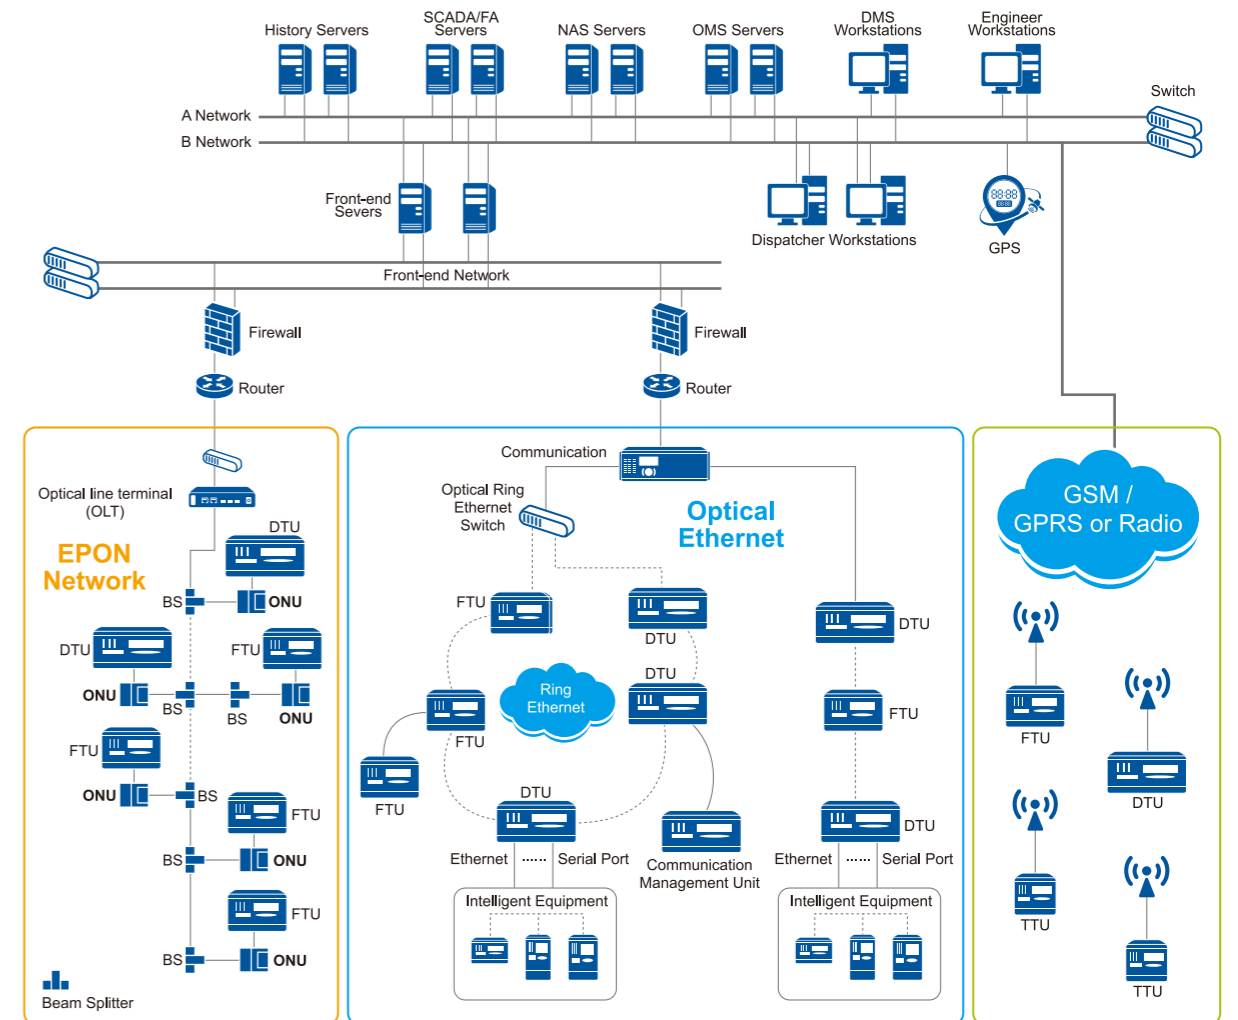 History Servers
SCADA/FA
Servers
NAS Servers
OMS Servers
DMS
Workstations
Engineer
Workstations
Switch
A Network
B Network
Front-end
Severs
Dispatcher Workstations
GPS
Front-end Network
Firewall
Firewall
Router
Router
Optical line terminal
(OLT)
EPON
Network
DTU
BS
ONU
DTU
FTU
ONU
BS
BS
ONU
FTU
ONU
BS
FTU
BS
ONU
FTU
BS
ONU
Beam Splitter
Communication
Optical Ring
Ethernet
Switch
Optical
Ethernet
FTU
DTU
DTU
DTU
Ring
Ethernet
FTU
FTU
FTU
DTU
DTU
Ethernet
Serial Port
Communication
Management Unit
Ethernet
Serial Port
Intelligent Equipment
Intelligent Equipment
GSM /
GPRS or Radio
FTU
DTU
TTU
TTU